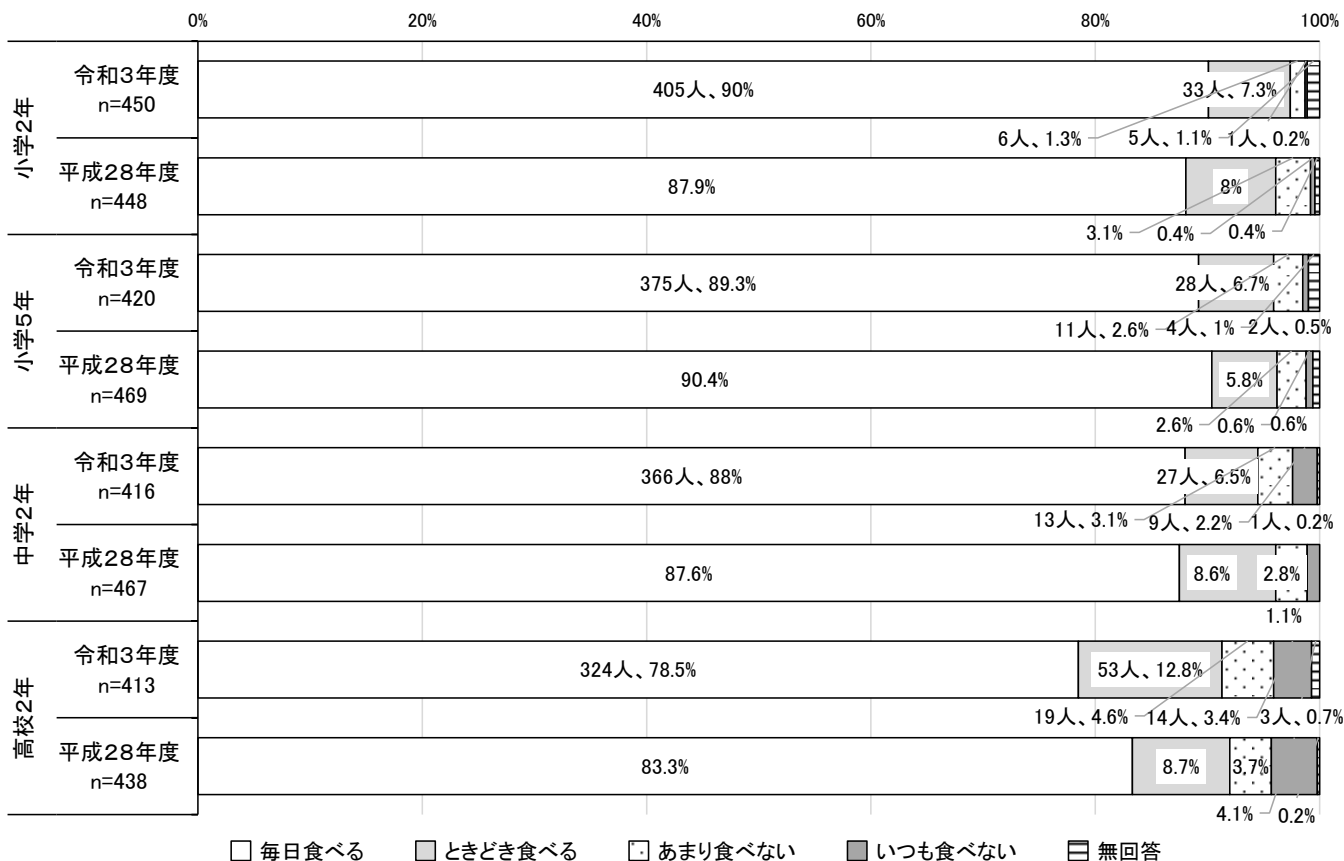 0%　20%　40%　60%　80%　100%
小学2年
令和3年度
n=450
405人、90%　33人、7.3%
6人、1.3%　5人、1.1%　1人、0.2%
平成28年度
n=448
87.9%　8%
3.1%　0.4%　0.4%
小学5年
令和3年度
n=420
375人、89.3%　28人、6.7%
11人、2.6%　4人、1%　2人、0.5%
平成28年度
n=469
90.4%　5.8%
2.6%　0.6%　0.6%
中学2年
令和3年度
n=416
366人、88%　27人、6.5%
13人、3.1%　9人、2.2%　1人、0.2%
平成28年度
n=467
87.6%　8.6%　2.8%
1.1%
高校2年
令和3年度
n=413
324人、78.5%　53人、12.8%
19人、4.6%　14人、3.4%　3人、0.7%
平成28年度
n=438
83.3%　8.7%　3.7%
4.1%　0.2%
毎日食べる　ときどき食べる　あまり食べない　いつも食べない　無回答